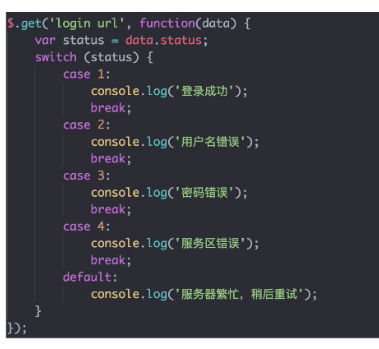 $.get('login url', function(data) {
    var status = data.status;
    switch (status) {
        case 1:
            console.log('登录成功');
            break;
        case 2:
            console.log('用户名错误');
            break;
        case 3:
            console.log('密码错误');
            break;
        case 4:
            console.log('服务区错误');
            break;
        default:
            console.log('服务器繁忙，稍后重试');
    }
});